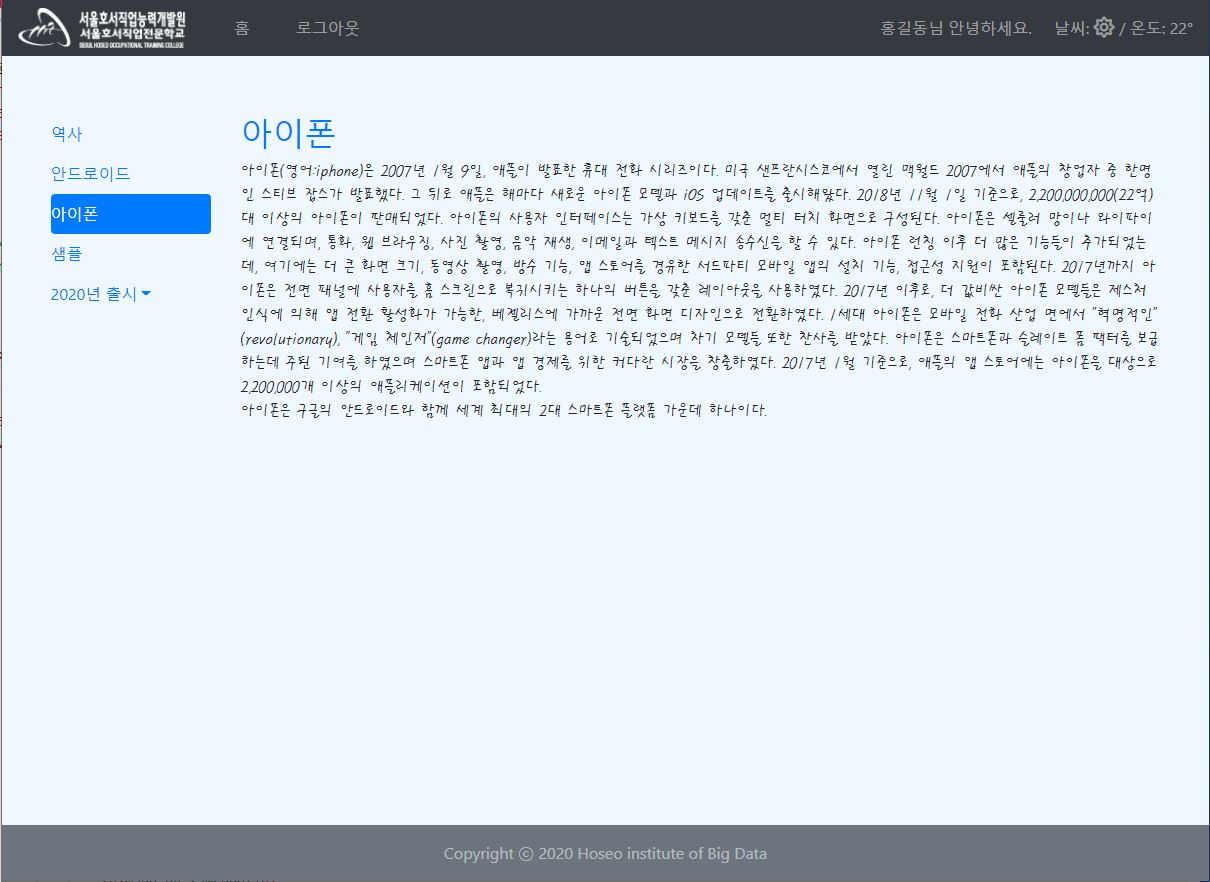 서울호서직업능력개발원
서울호서직업전문학교
SEOUL HOSEO OCCUPATIONAL TRAINING COLLEGE
홈
로그아웃
홍길동님 안녕하세요.
날씨: / 온도: 22°
역사
안드로이드
아이폰
샘플
2020년 출시
아이폰
아이폰(영어:iphone)은 2007년 1월 9일, 애플이 발표한 휴대 전화 시리즈이다. 미국 샌프란시스코에서 열린 맥월드 2007에서 애플의 창업자 중 한명
인 스티브 잡스가 발표했다. 그 뒤로 애플은 해마다 새로운 아이폰 모델과 iOS 업데이트를 출시해왔다. 2018년 11월 1일 기준으로, 2,200,000,000(22억)
대 이상의 아이폰이 판매되었다. 아이폰의 사용자 인터페이스는 가상 키보드를 갖춘 멀티 터치 화면으로 구성된다. 아이폰은 셀룰러 망이나 와이파이
에 연결되며, 통화, 웹 브라우징, 사진 촬영, 음악 재생, 이메일과 텍스트 메시지 송수신을 할 수 있다. 아이폰 런칭 이후 더 많은 기능들이 추가되었는
데, 여기에는 더 큰 화면 크기, 동영상 촬영, 방수 기능, 앱 스토어를 경유한 서드파티 모바일 앱의 설치 기능, 접근성 지원이 포함된다. 2017년까지 아
이폰은 전면 패널에 사용자를 홈 스크린으로 복귀시키는 하나의 버튼을 갖춘 레이아웃을 사용하였다. 2017년 이후로, 더 값비싼 아이폰 모델들은 제스처
인식에 의해 앱 전환 활성화가 가능한, 베젤리스에 가까운 전면 화면 디자인으로 전환하였다. 1세대 아이폰은 모바일 전화 산업 면에서 "혁명적인"
(revolutionary), "게임 체인저"(game changer)라는 용어로 기술되었으며 차기 모델들 또한 찬사를 받았다. 아이폰은 스마트폰과 슬레이트 폼 팩터를 보급
하는데 주된 기여를 하였으며 스마트폰 앱과 앱 경제를 위한 커다란 시장을 창출하였다. 2017년 1월 기준으로, 애플의 앱 스토어에는 아이폰을 대상으로
2,200,000개 이상의 애플리케이션이 포함되었다.
아이폰은 구글의 안드로이드와 함께 세계 최대의 2대 스마트폰 플랫폼 가운데 하나이다.
Copyright ⓒ 2020 Hoseo institute of Big Data